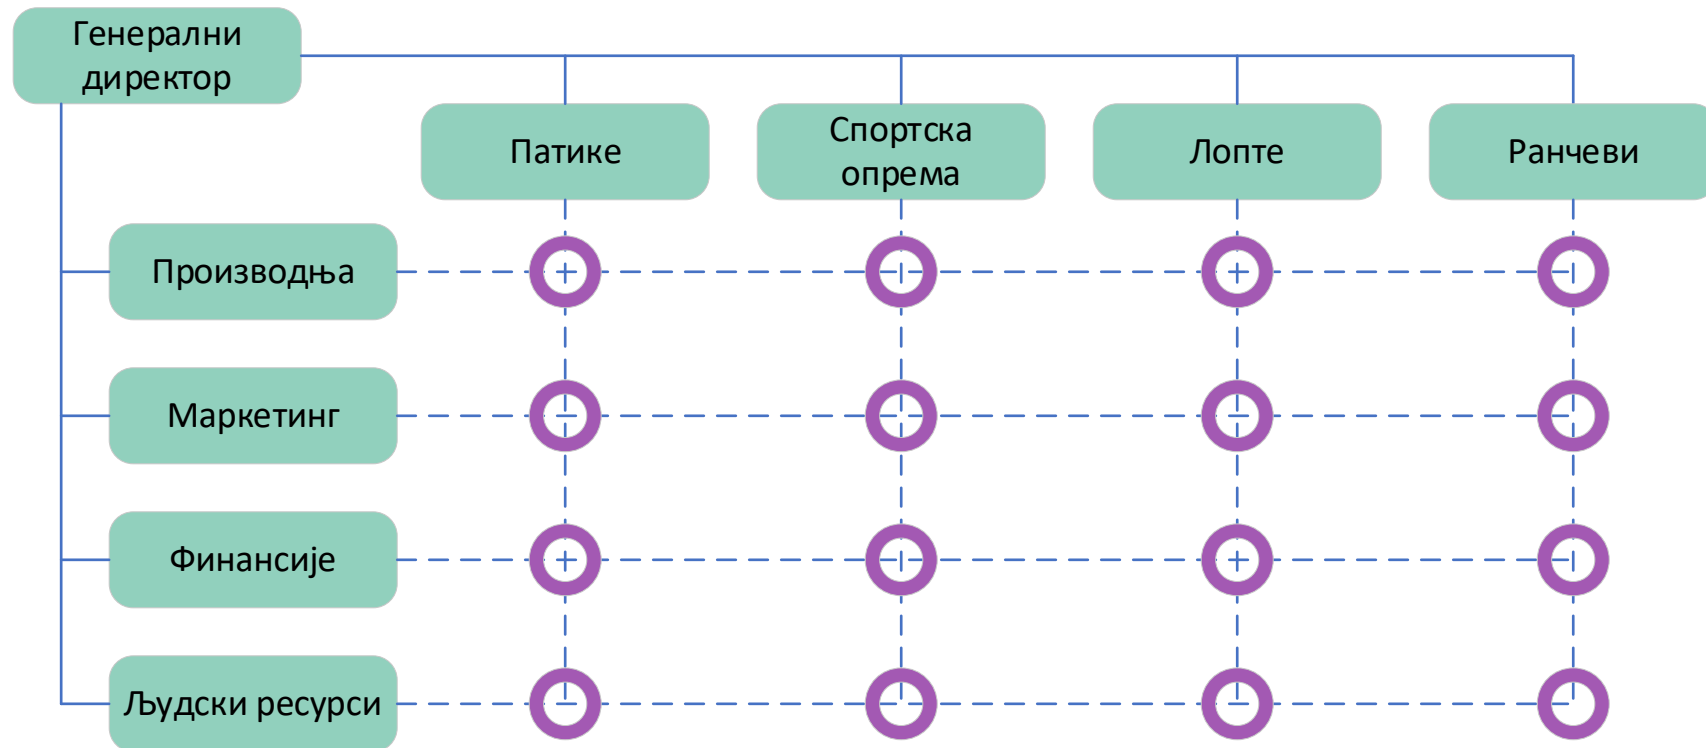 Генерални
директор
Патике
Спортска
опрема
Лопте
Ранчеви
Производња
Маркетинг
Финансије
Људски ресурси